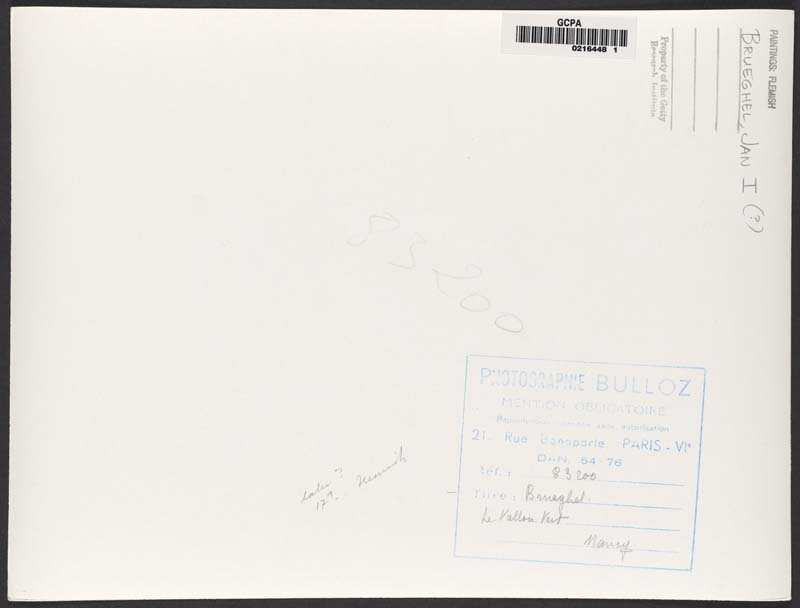 GCPA
0216448 1
PAINTINGS: FLEMISH
BRUEGHEL, JAN I (?)
Property of the Getty
Research Institute
83200
PHOTOGRAPHIE BULLOZ
MENTION OBLIGATOIRE
Reproduction interdite sans autorisation
21, Rue Bonaparte PARIS - VIe
DAN. 54-76
Réf. : 83200
Titre : Brueghel.
Le Vallon Vert
Nancy
later?
17th Flemish